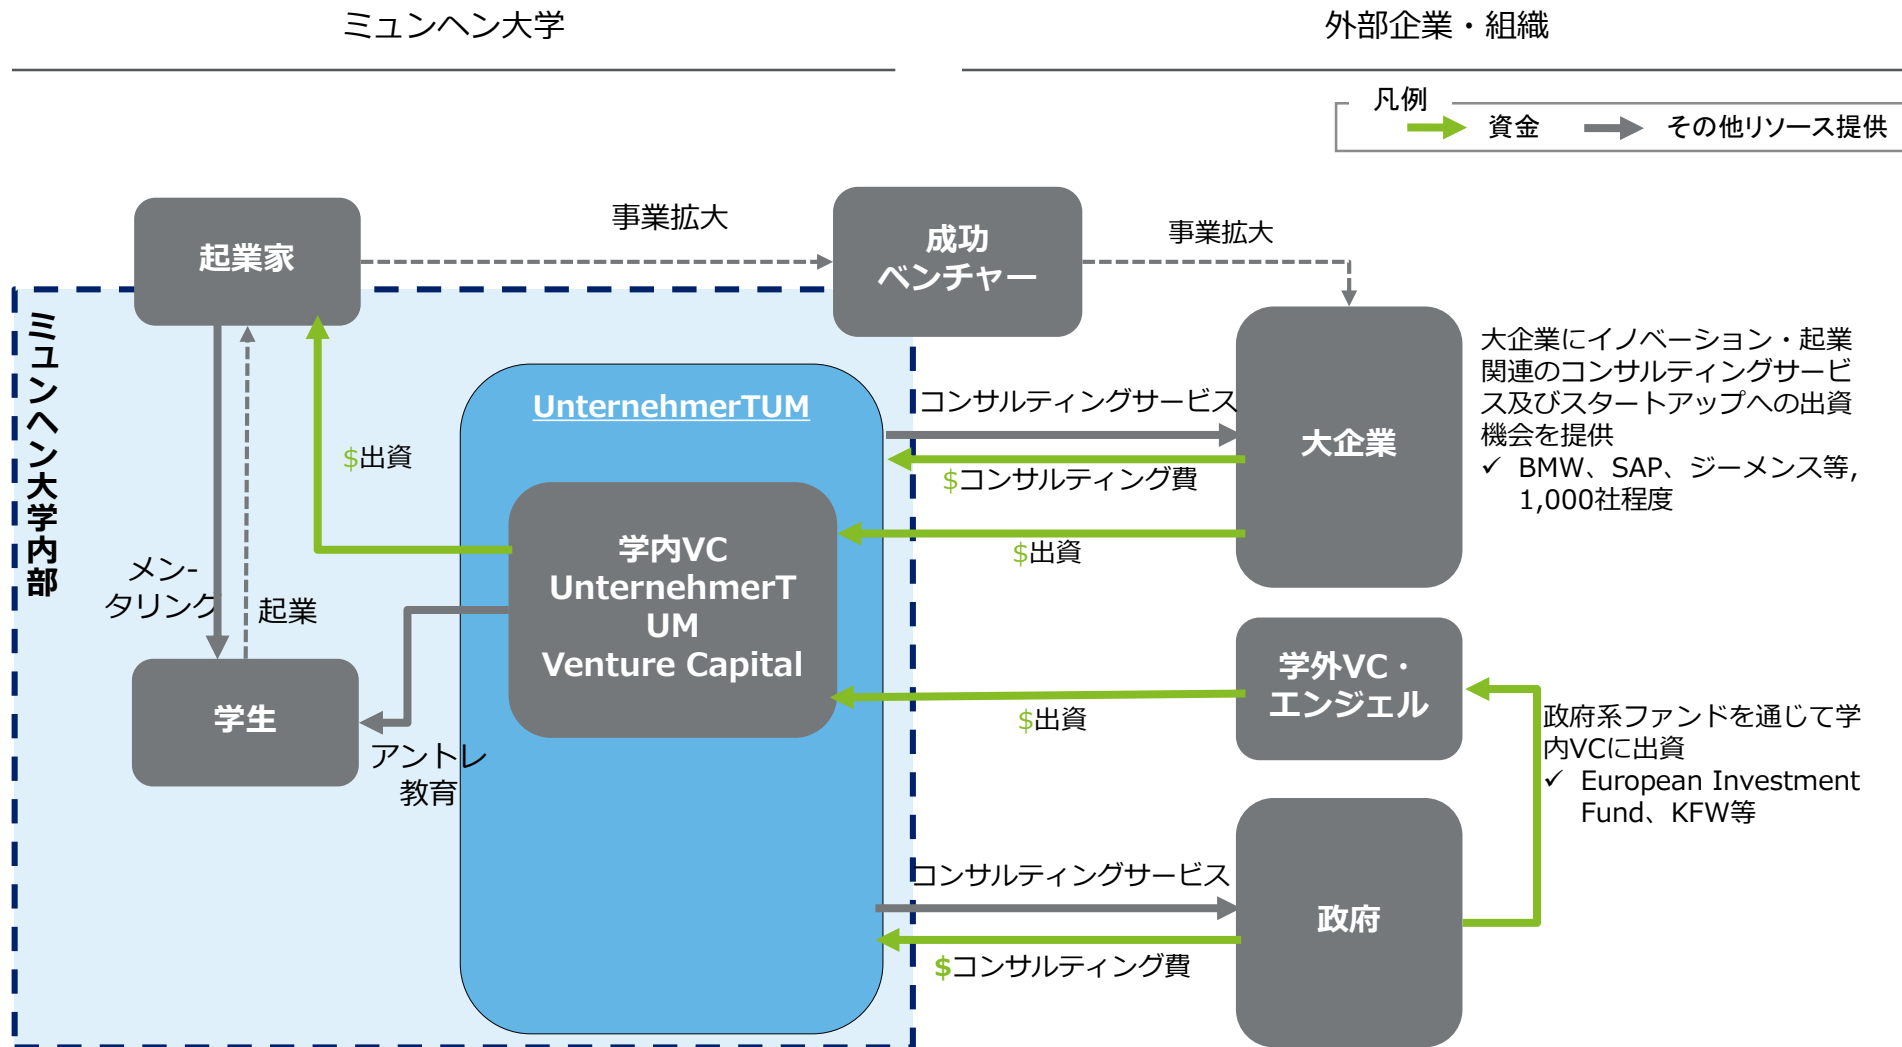 ミュンヘン大学
外部企業・組織
凡例
資金
その他リソース提供
起業家
事業拡大
成功
ベンチャー
事業拡大
ミュンヘン大学内部
大企業
大企業にイノベーション・起業
関連のコンサルティングサービ
ス及びスタートアップへの出資
機会を提供
✓ BMW、SAP、ジーメンス等,
1,000社程度
UnternehmerTUM
コンサルティングサービス
$コンサルティング費
$出資
$出資
学内VC
UnternehmerT
UM
Venture Capital
メン-
タリング
起業
学生
アントレ
教育
学外VC・
エンジェル
$出資
政府系ファンドを通じて学
内VCに出資
✓ European Investment
Fund、KFW等
コンサルティングサービス
$コンサルティング費
政府